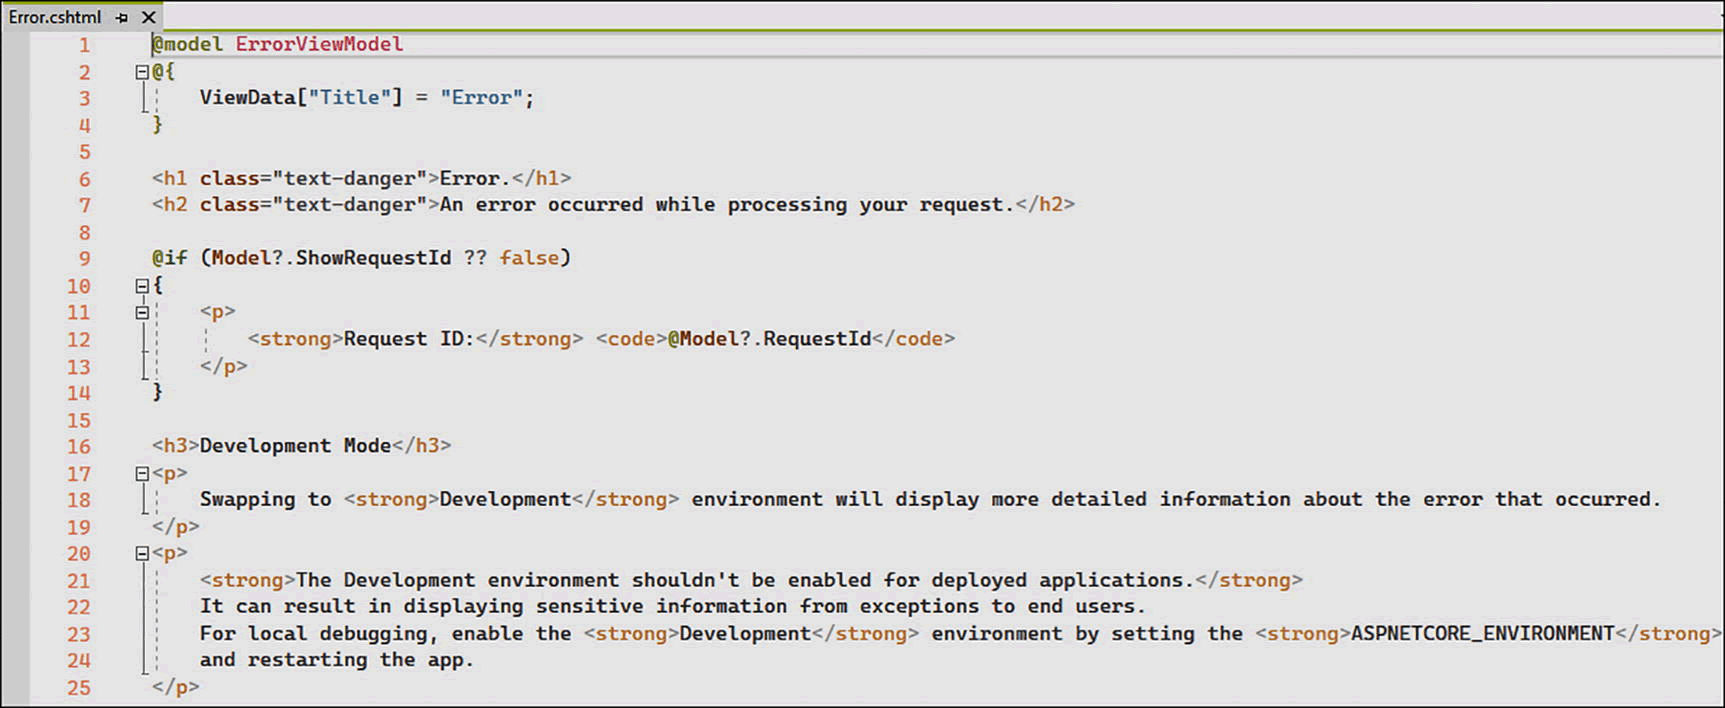 Error.cshtml
1 @model ErrorViewModel
2 @{
3     ViewData["Title"] = "Error";
4 }
5
6 <h1 class="text-danger">Error.</h1>
7 <h2 class="text-danger">An error occurred while processing your request.</h2>
8
9 @if (Model?.ShowRequestId ?? false)
10 {
11     <p>
12         <strong>Request ID:</strong> <code>@Model?.RequestId</code>
13     </p>
14 }
15
16 <h3>Development Mode</h3>
17 <p>
18     Swapping to <strong>Development</strong> environment will display more detailed information about the error that occurred.
19 </p>
20 <p>
21     <strong>The Development environment shouldn't be enabled for deployed applications.</strong>
22     It can result in displaying sensitive information from exceptions to end users.
23     For local debugging, enable the <strong>Development</strong> environment by setting the <strong>ASPNETCORE_ENVIRONMENT</strong>
24     and restarting the app.
25 </p>